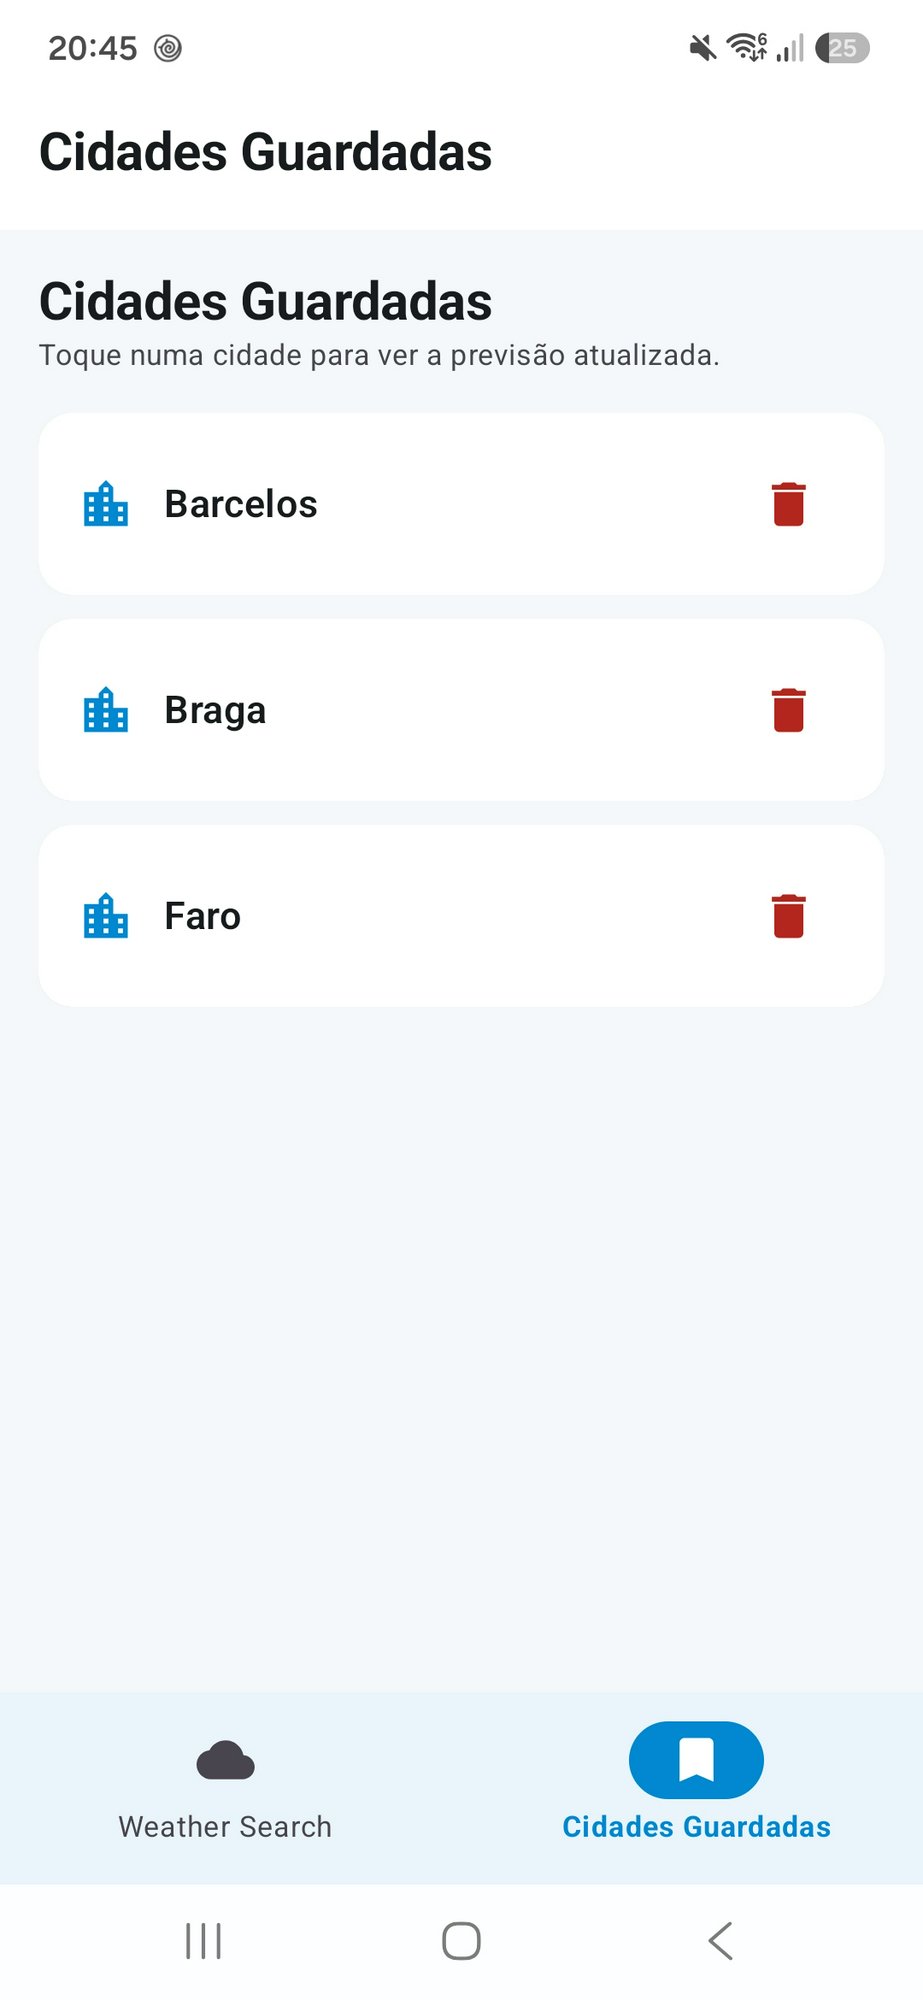 20:45
6
25
Cidades Guardadas
Cidades Guardadas
Toque numa cidade para ver a previsão atualizada.
Barcelos
Braga
Faro
Weather Search
Cidades Guardadas